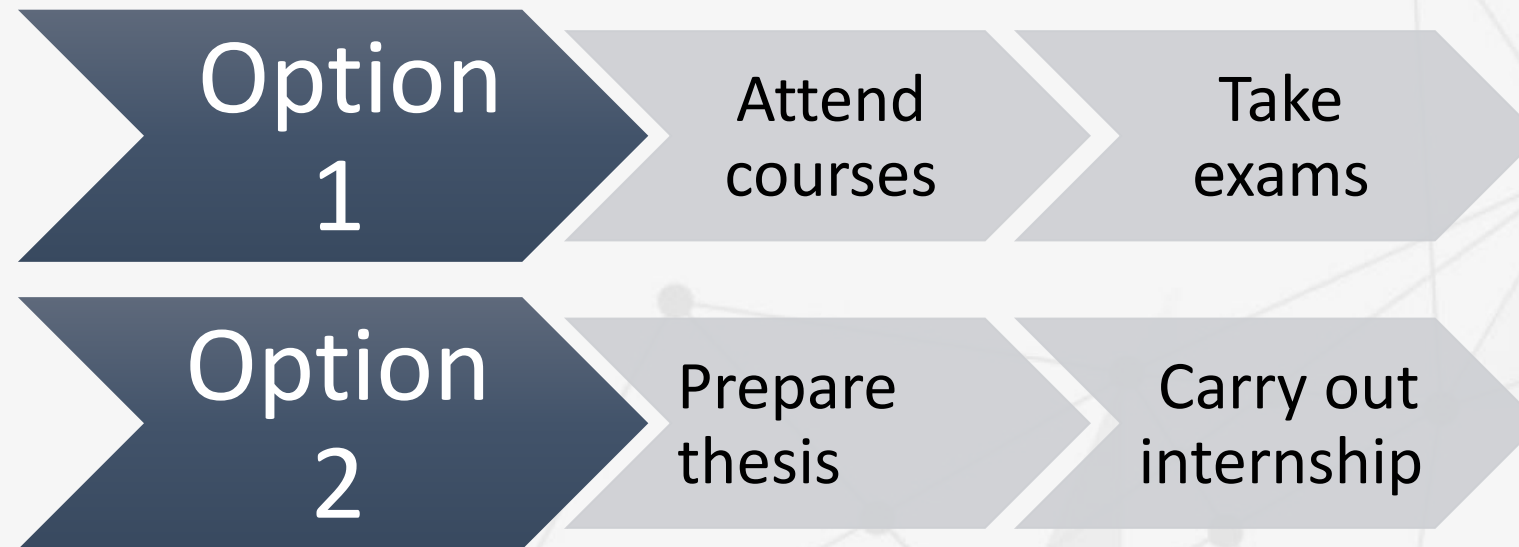 Option
1
Attend
courses
Take
exams
Option
2
Prepare
thesis
Carry out
internship